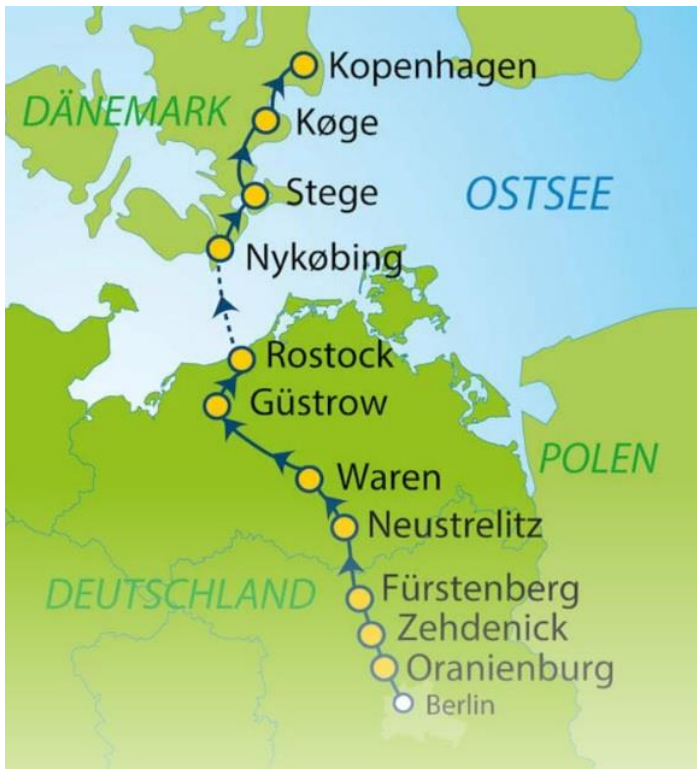 Kopenhagen
DÄNEMARK
Køge
Stege
OSTSEE
Nykøbing
Rostock
Güstrow
POLEN
Waren
Neustrelitz
DEUTSCHLAND
Fürstenberg
Zehdenick
Oranienburg
Berlin